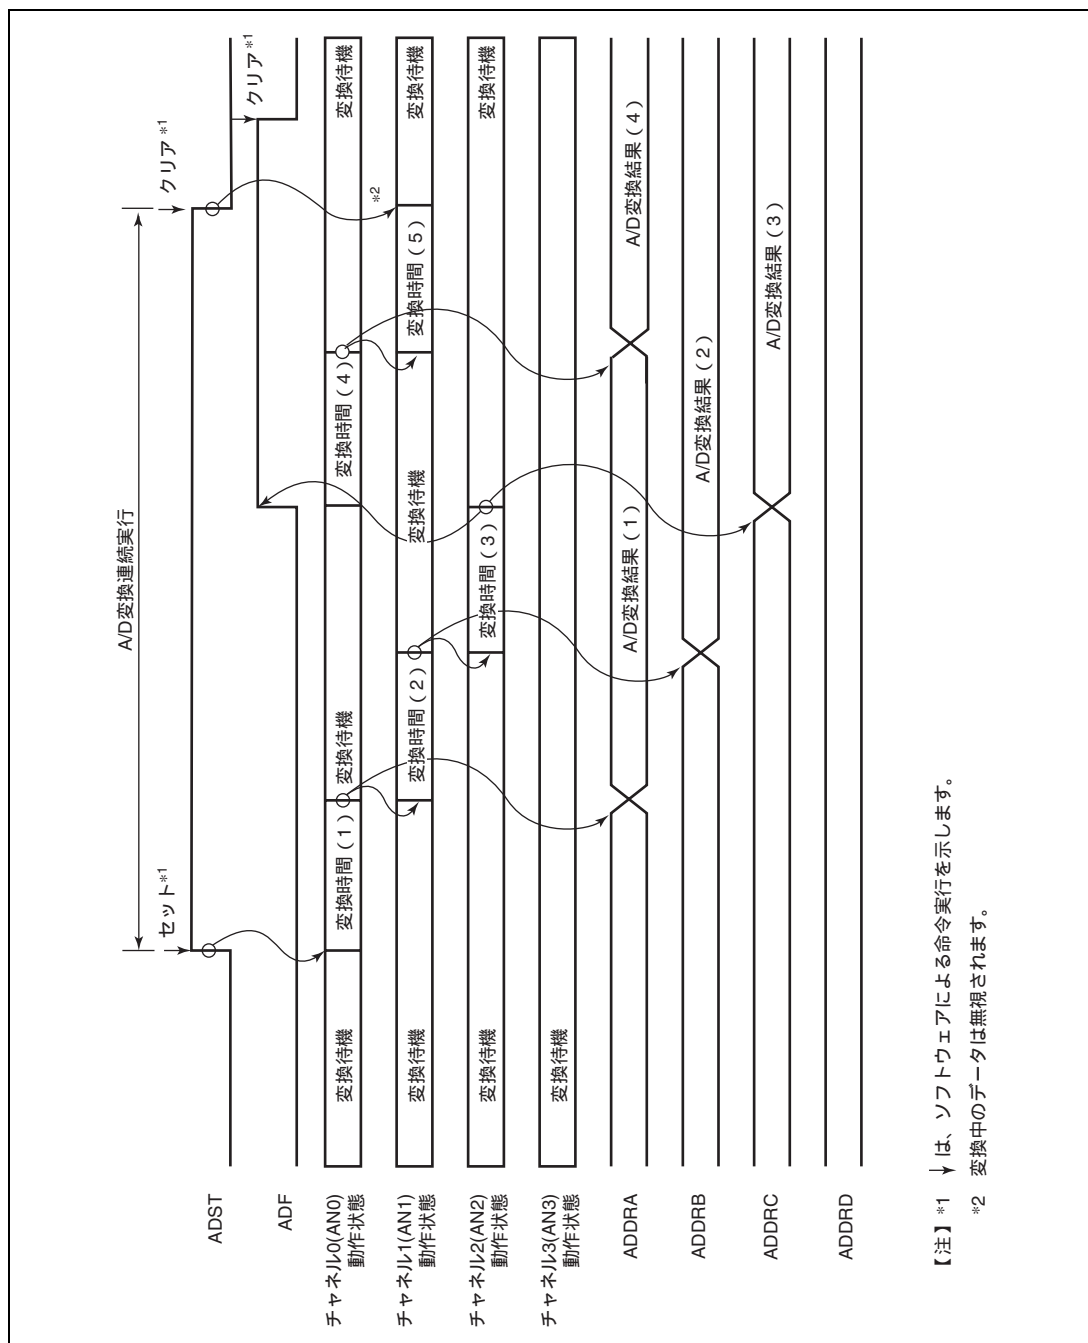 A/D変換連続実行
セット*1
クリア*1
クリア*1
ADST
ADF
チャネル0(AN0)
動作状態
変換待機
変換時間(1)
変換待機
変換時間(4)
変換待機
チャネル1(AN1)
動作状態
変換待機
変換時間(2)
変換待機
変換時間(5)
*2
変換待機
チャネル2(AN2)
動作状態
変換待機
変換時間(3)
変換待機
チャネル3(AN3)
動作状態
変換待機
ADDRA
A/D変換結果(1)
A/D変換結果(4)
ADDRB
A/D変換結果(2)
ADDRC
A/D変換結果(3)
ADDRD
【注】*1 ↓は、ソフトウェアによる命令実行を示します。
*2 変換中のデータは無視されます。